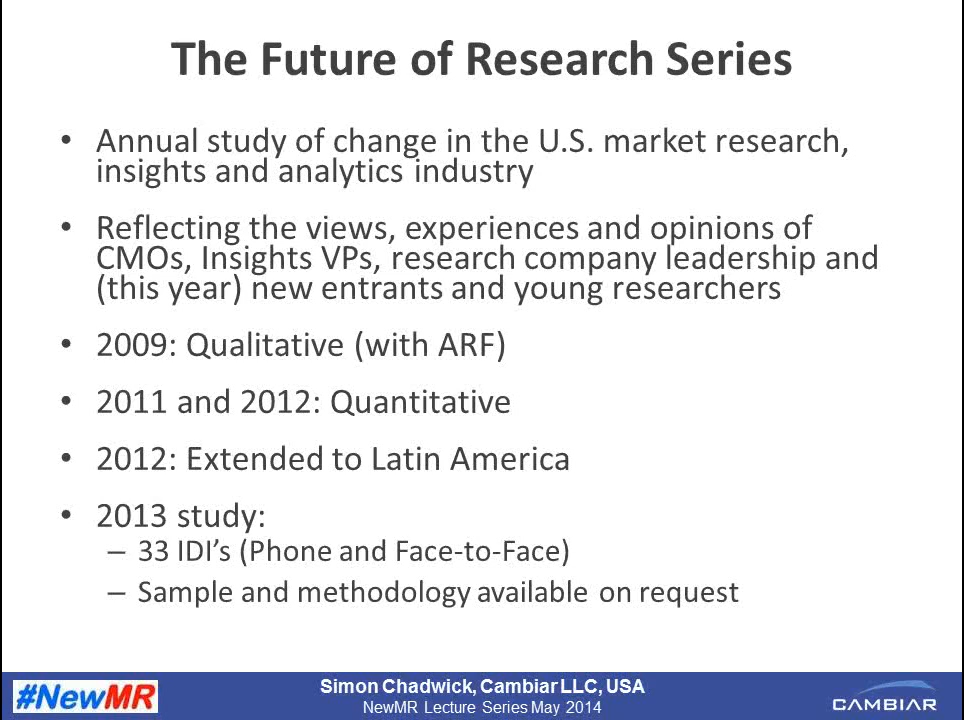 The Future of Research Series
• Annual study of change in the U.S. market research,
insights and analytics industry
• Reflecting the views, experiences and opinions of
CMOs, Insights VPs, research company leadership and
(this year) new entrants and young researchers
• 2009: Qualitative (with ARF)
• 2011 and 2012: Quantitative
• 2012: Extended to Latin America
• 2013 study:
– 33 IDI’s (Phone and Face-to-Face)
– Sample and methodology available on request
#NewMR
Simon Chadwick, Cambiar LLC, USA
NewMR Lecture Series May 2014
CAMBIAR